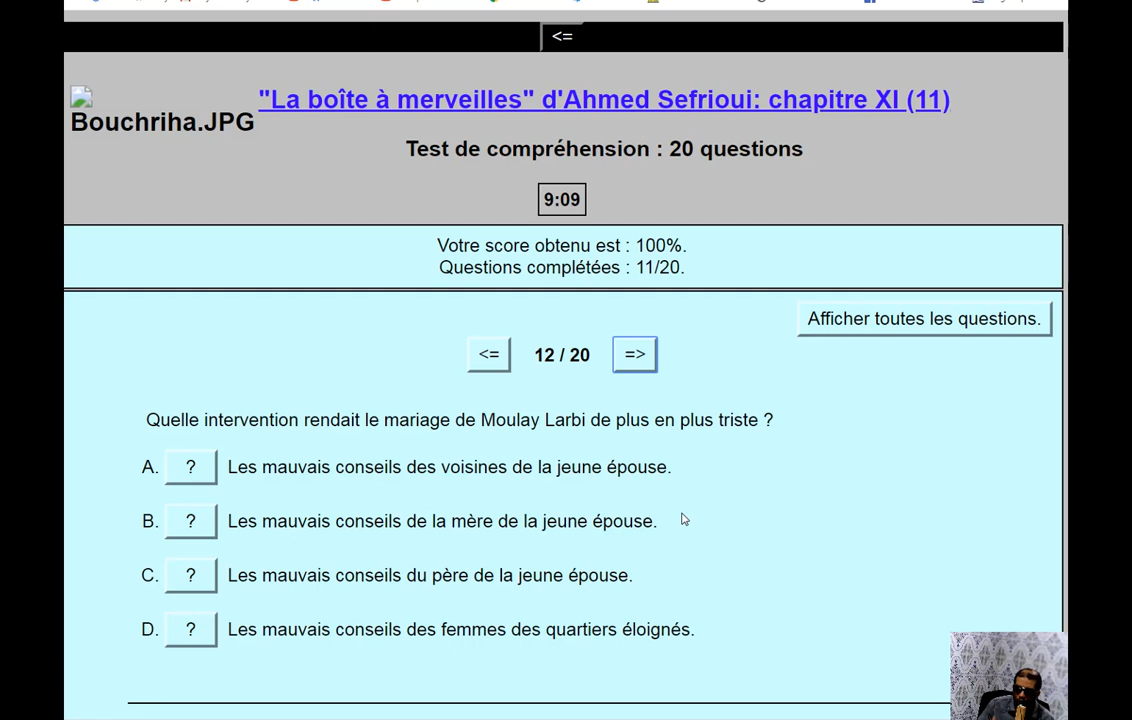 <=
"La boîte à merveilles" d'Ahmed Sefrioui: chapitre XI (11)
Bouchriha.JPG
Test de compréhension : 20 questions
9:09
Votre score obtenu est : 100%.
Questions complétées : 11/20.
Afficher toutes les questions.
<= 12 / 20 =>
Quelle intervention rendait le mariage de Moulay Larbi de plus en plus triste ?
A. ? Les mauvais conseils des voisines de la jeune épouse.
B. ? Les mauvais conseils de la mère de la jeune épouse.
C. ? Les mauvais conseils du père de la jeune épouse.
D. ? Les mauvais conseils des femmes des quartiers éloignés.